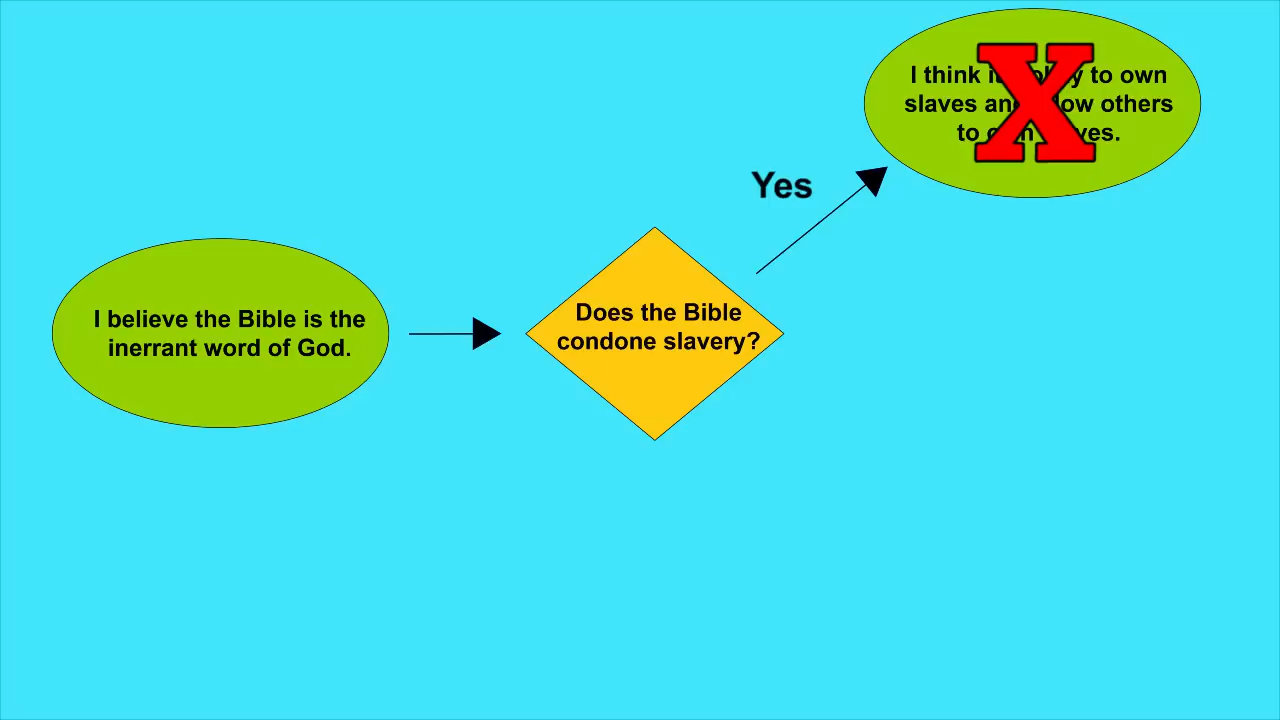 I believe the Bible is the
inerrant word of God.
Does the Bible
condone slavery?
Yes
I think to own
slaves others
to
X